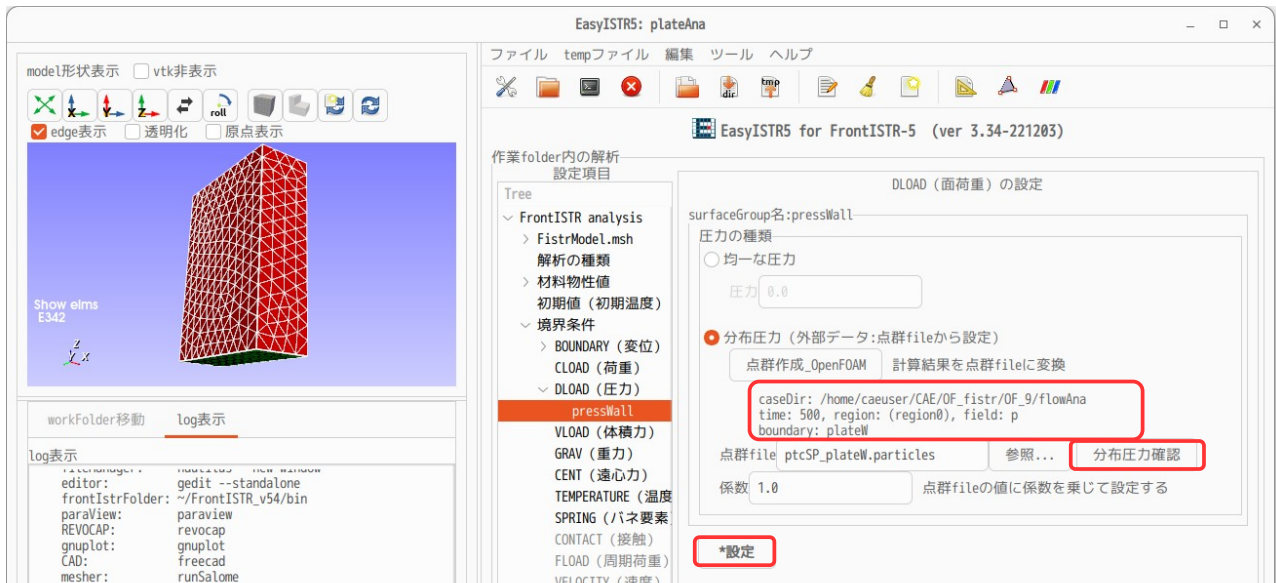 EasyISTR5: plateAna
model形状表示 vtk非表示
roll
edge表示 透明化 原点表示
Show elms
E342
Z
Y X
workFolder移動 log表示
log表示
editor: gedit --standalone
frontIstrFolder: ~/FrontISTR_v54/bin
paraView: paraview
REVOCAP: revocap
gnuplot: gnuplot
CAD: freecad
mesher: runSalome
ファイル tempファイル 編集 ツール ヘルプ
dir tmp
EasyISTR5 for FrontISTR-5 (ver 3.34-221203)
作業folder内の解析
設定項目
Tree
FrontISTR analysis
FistrModel.msh
解析の種類
材料物性値
初期値（初期温度）
境界条件
BOUNDARY（変位）
CLOAD（荷重）
DLOAD（圧力）
pressWall
VLOAD（体積力）
GRAV（重力）
CENT（遠心力）
TEMPERATURE（温度
SPRING（バネ要素
CONTACT（接触）
FLOAD（周期荷重）
VELOCITY（速度）
DLOAD（面荷重）の設定
surfaceGroup名:pressWall
圧力の種類
均一な圧力
圧力 0.0
分布圧力（外部データ:点群fileから設定）
点群作成_OpenFOAM 計算結果を点群fileに変換
caseDir: /home/caeuser/CAE/OF_fistr/OF_9/flowAna
time: 500, region: (region0), field: p
boundary: plateW
点群file ptcSP_plateW.particles 参照... 分布圧力確認
係数 1.0 点群fileの値に係数を乗じて設定する
*設定